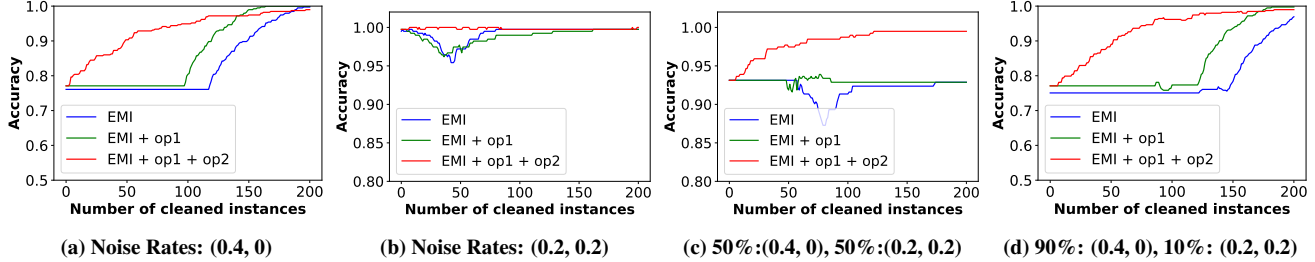 1.0
0.9
0.8
0.7
0.6
0.5
Accuracy
EMI
EMI + op1
EMI + op1 + op2
0
50
100
150
200
Number of cleaned instances
(a) Noise Rates: (0.4, 0)
1.00
0.95
0.90
0.85
0.80
Accuracy
EMI
EMI + op1
EMI + op1 + op2
0
50
100
150
200
Number of cleaned instances
(b) Noise Rates: (0.2, 0.2)
1.00
0.95
0.90
0.85
0.80
Accuracy
EMI
EMI + op1
EMI + op1 + op2
0
50
100
150
200
Number of cleaned instances
(c) 50%:(0.4, 0), 50%:(0.2, 0.2)
1.0
0.9
0.8
0.7
0.6
0.5
Accuracy
EMI
EMI + op1
EMI + op1 + op2
0
50
100
150
200
Number of cleaned instances
(d) 90%: (0.4, 0), 10%: (0.2, 0.2)